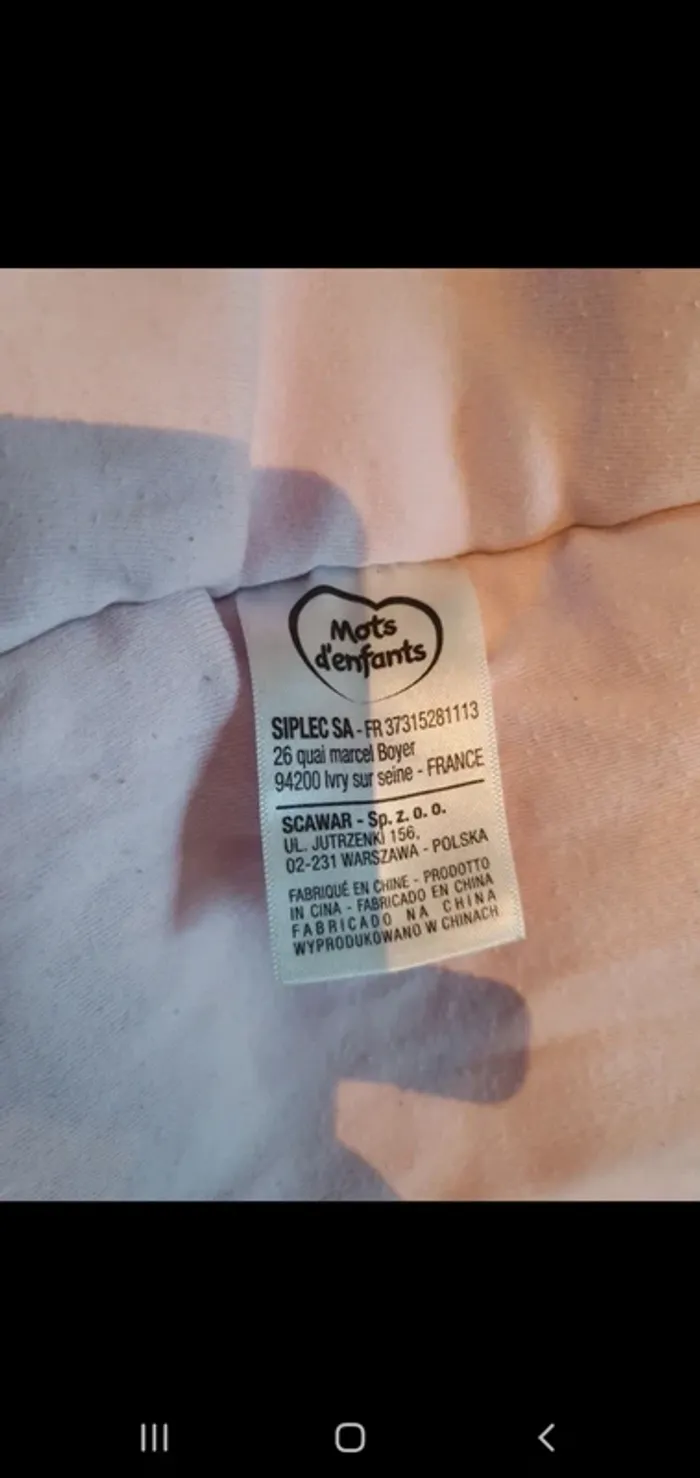 Mots
d'enfants
SIPLEC SA - FR 37315281113
26 quai marcel Boyer
94200 Ivry sur seine - FRANCE
SCAWAR - Sp. z. o. o.
UL. JUTRZENKI 156,
02-231 WARSZAWA - POLSKA
FABRIQUÉ EN CHINE - PRODOTTO
IN CINA - FABRICADO EN CHINA
FABRICADO NA CHINA
WYPRODUKOWANO W CHINACH